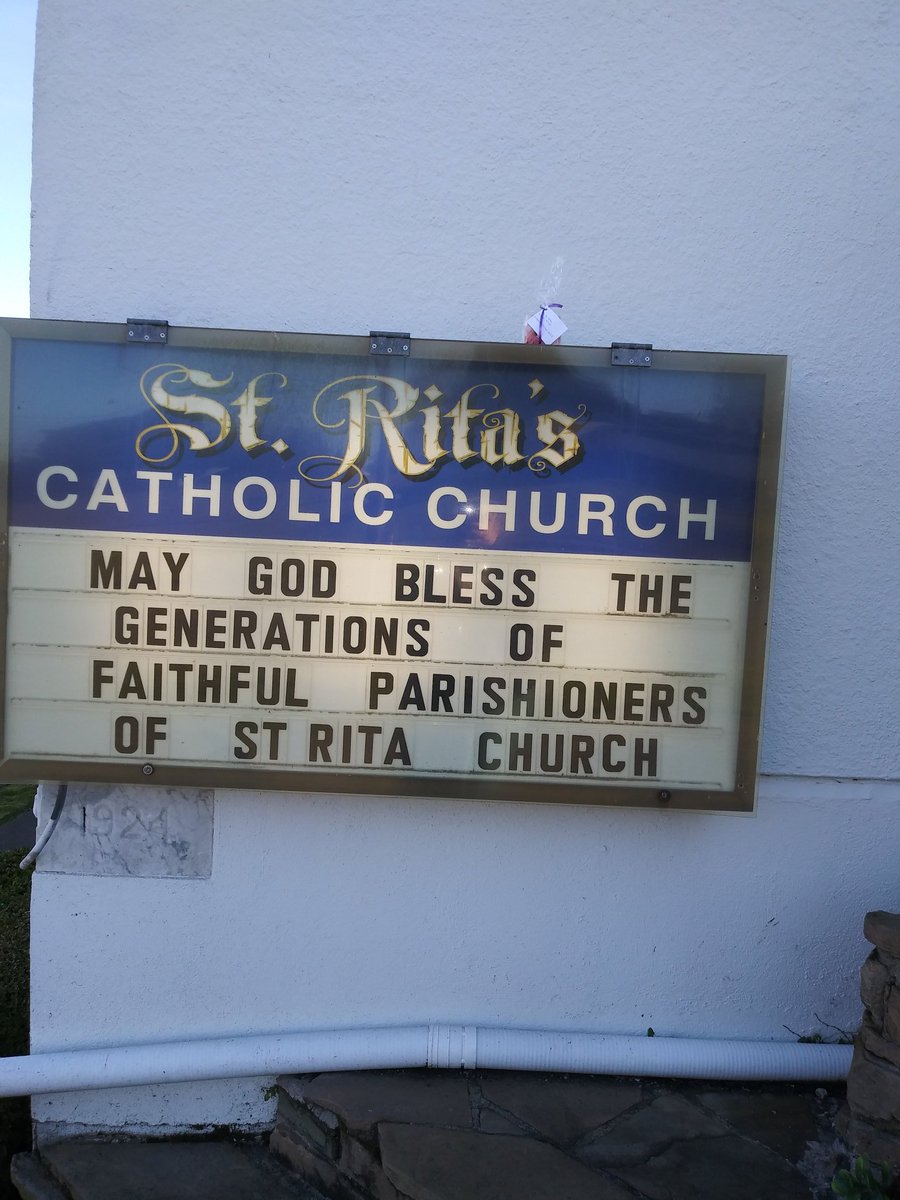 St. Rita's
CATHOLIC CHURCH
MAY GOD BLESS THE
GENERATIONS OF
FAITHFUL PARISHIONERS
OF ST RITA CHURCH